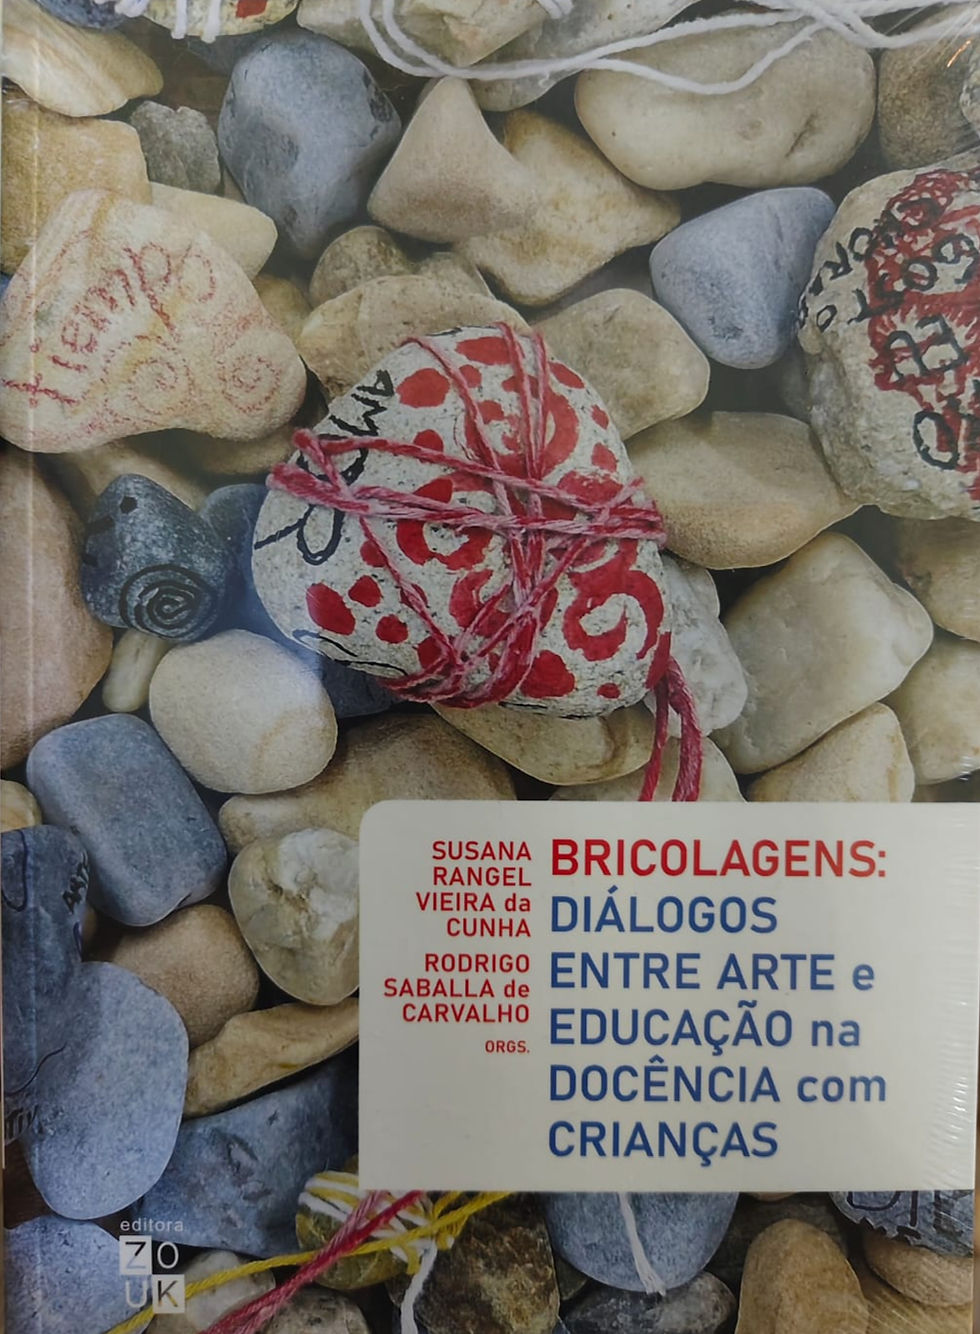 tiempo
AMOR
SUSANA
RANGEL
VIEIRA da
CUNHA
RODRIGO
SABALLA de
CARVALHO
ORGS.
BRICOLAGENS:
DIÁLOGOS
ENTRE ARTE e
EDUCAÇÃO na
DOCÊNCIA com
CRIANÇAS
editora
ZO
UK